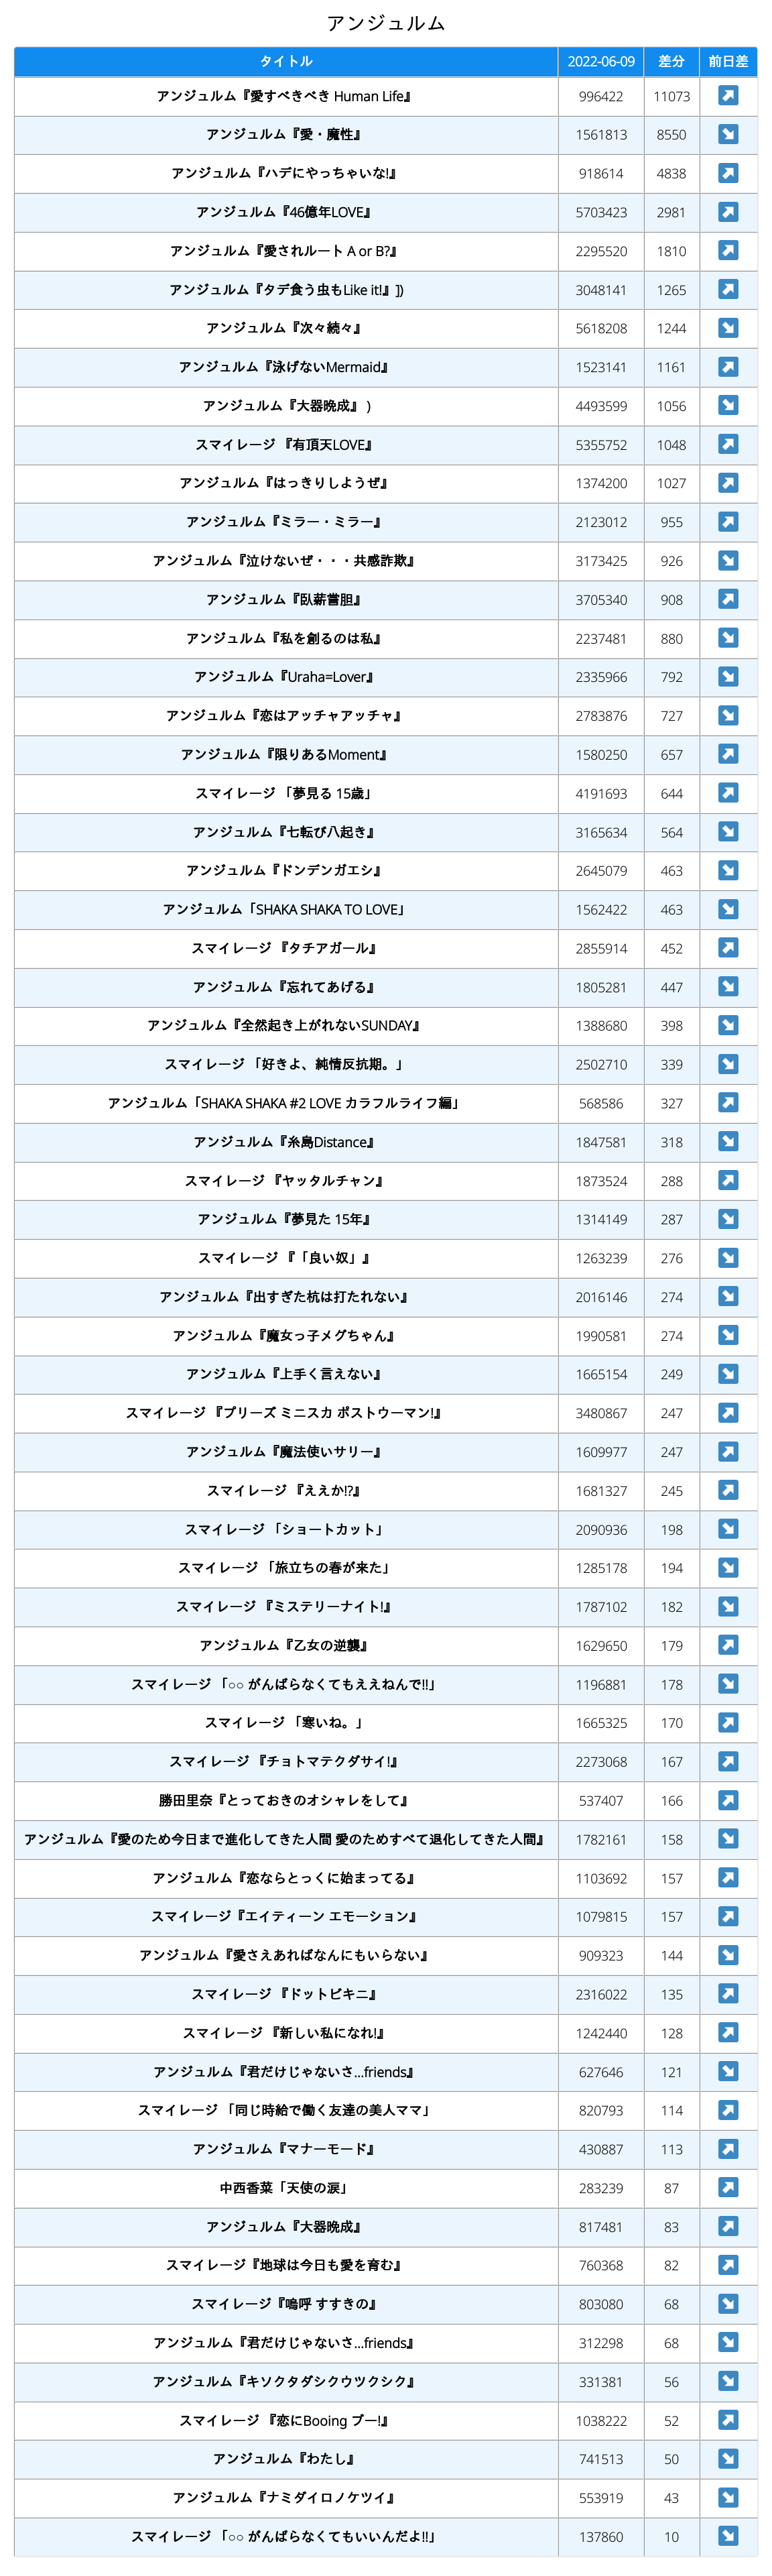 アンジュルム
タイトル 2022-06-09 差分 前日差
アンジュルム『愛すべきべき Human Life』 996422 11073 ↗
アンジュルム『愛・魔性』 1561813 8550 ↘
アンジュルム『ハデにやっちゃいな!』 918614 4838 ↗
アンジュルム『46億年LOVE』 5703423 2981 ↗
アンジュルム『愛されルート A or B?』 2295520 1810 ↗
アンジュルム『タデ食う虫もLike it!』]) 3048141 1265 ↗
アンジュルム『次々続々』 5618208 1244 ↘
アンジュルム『泳げないMermaid』 1523141 1161 ↗
アンジュルム『大器晩成』 ) 4493599 1056 ↘
スマイレージ 『有頂天LOVE』 5355752 1048 ↗
アンジュルム『はっきりしようぜ』 1374200 1027 ↗
アンジュルム『ミラー・ミラー』 2123012 955 ↗
アンジュルム『泣けないぜ・・・共感詐欺』 3173425 926 ↘
アンジュルム『臥薪嘗胆』 3705340 908 ↗
アンジュルム『私を創るのは私』 2237481 880 ↘
アンジュルム『Uraha=Lover』 2335966 792 ↘
アンジュルム『恋はアッチャアッチャ』 2783876 727 ↘
アンジュルム『限りあるMoment』 1580250 657 ↗
スマイレージ 「夢見る 15歳」 4191693 644 ↗
アンジュルム『七転び八起き』 3165634 564 ↘
アンジュルム『ドンデンガエシ』 2645079 463 ↘
アンジュルム「SHAKA SHAKA TO LOVE」 1562422 463 ↘
スマイレージ 『タチアガール』 2855914 452 ↗
アンジュルム『忘れてあげる』 1805281 447 ↘
アンジュルム『全然起き上がれないSUNDAY』 1388680 398 ↘
スマイレージ 「好きよ、純情反抗期。」 2502710 339 ↘
アンジュルム「SHAKA SHAKA #2 LOVE カラフルライフ編」 568586 327 ↗
アンジュルム『糸島Distance』 1847581 318 ↘
スマイレージ 『ヤッタルチャン』 1873524 288 ↗
アンジュルム『夢見た 15年』 1314149 287 ↘
スマイレージ 『「良い奴」』 1263239 276 ↘
アンジュルム『出すぎた杭は打たれない』 2016146 274 ↘
アンジュルム『魔女っ子メグちゃん』 1990581 274 ↘
アンジュルム『上手く言えない』 1665154 249 ↘
スマイレージ 『プリーズ ミニスカ ポストウーマン!』 3480867 247 ↗
アンジュルム『魔法使いサリー』 1609977 247 ↗
スマイレージ 『ええか!?』 1681327 245 ↗
スマイレージ 「ショートカット」 2090936 198 ↘
スマイレージ 「旅立ちの春が来た」 1285178 194 ↘
スマイレージ 『ミステリーナイト!』 1787102 182 ↘
アンジュルム『乙女の逆襲』 1629650 179 ↗
スマイレージ 「○○ がんばらなくてもええねんで!!」 1196881 178 ↘
スマイレージ 「寒いね。」 1665325 170 ↗
スマイレージ 『チョトマテクダサイ!』 2273068 167 ↗
勝田里奈『とっておきのオシャレをして』 537407 166 ↗
アンジュルム『愛のため今日まで進化してきた人間 愛のためすべて退化してきた人間』 1782161 158 ↘
アンジュルム『恋ならとっくに始まってる』 1103692 157 ↗
スマイレージ『エイティーン エモーション』 1079815 157 ↗
アンジュルム『愛さえあればなんにもいらない』 909323 144 ↘
スマイレージ 『ドットビキニ』 2316022 135 ↗
スマイレージ 『新しい私になれ!』 1242440 128 ↗
アンジュルム『君だけじゃないさ...friends』 627646 121 ↘
スマイレージ 「同じ時給で働く友達の美人ママ」 820793 114 ↗
アンジュルム『マナーモード』 430887 113 ↗
中西香菜「天使の涙」 283239 87 ↗
アンジュルム『大器晩成』 817481 83 ↗
スマイレージ『地球は今日も愛を育む』 760368 82 ↗
スマイレージ『嗚呼 すすきの』 803080 68 ↘
アンジュルム『君だけじゃないさ...friends』 312298 68 ↘
アンジュルム『キソクタダシクウツクシク』 331381 56 ↘
スマイレージ 『恋にBooing ブー!』 1038222 52 ↗
アンジュルム『わたし』 741513 50 ↘
アンジュルム『ナミダイロノケツイ』 553919 43 ↘
スマイレージ 「○○ がんばらなくてもいいんだよ!!」 137860 10 ↘